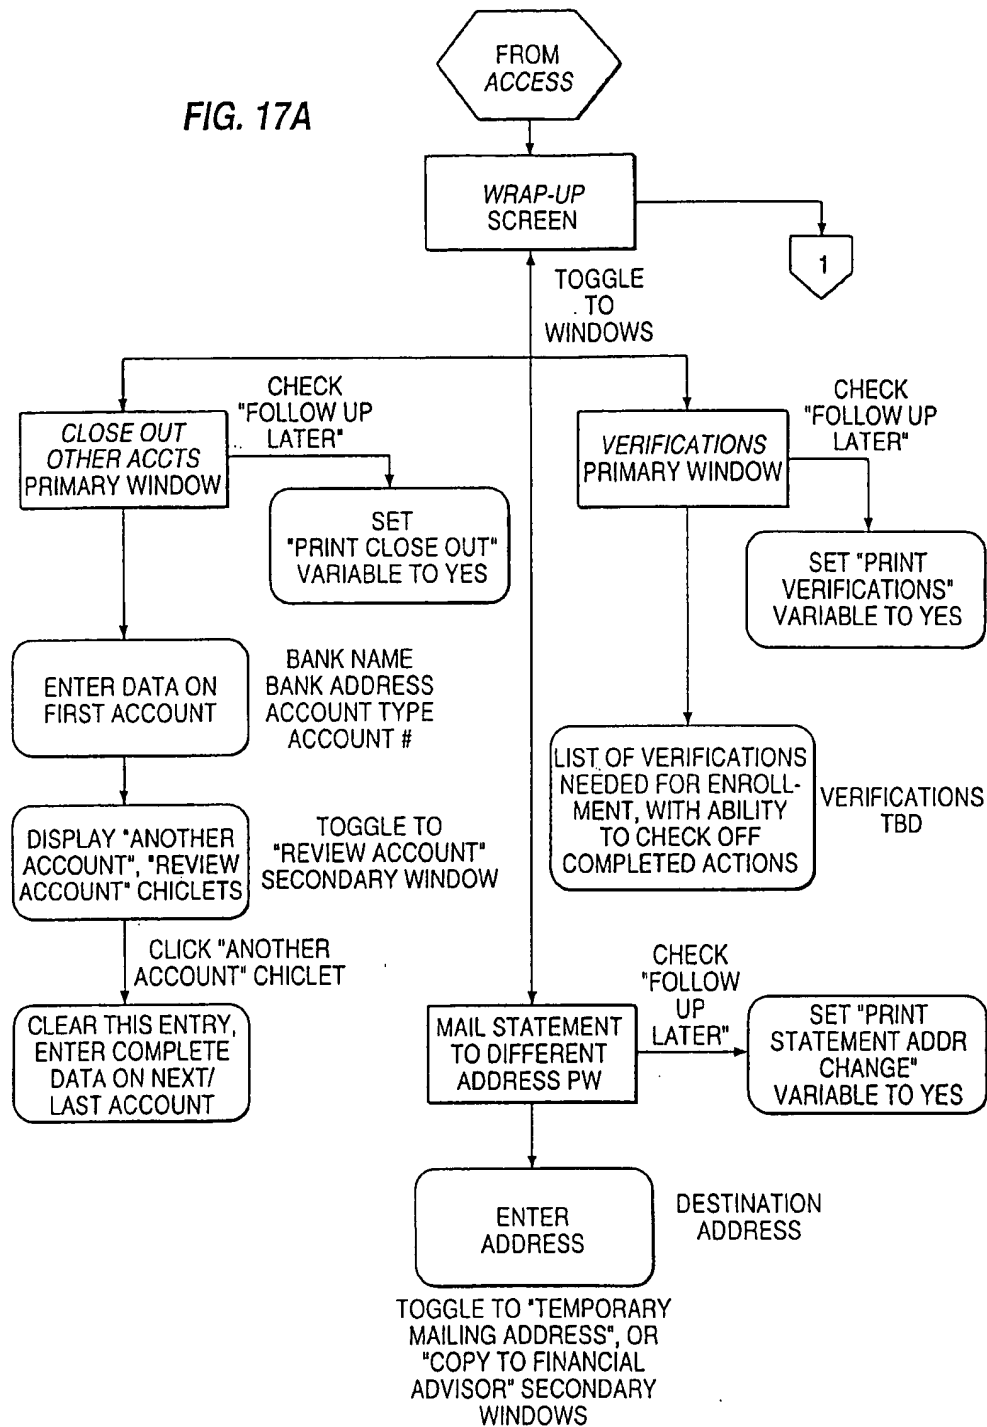 FROM
ACCESS
FIG. 17A
WRAP-UP
SCREEN
1
TOGGLE
TO
WINDOWS
CHECK
"FOLLOW UP
LATER"
CLOSE OUT
OTHER ACCTS
PRIMARY WINDOW
SET
"PRINT CLOSE OUT"
VARIABLE TO YES
CHECK
"FOLLOW UP
LATER"
VERIFICATIONS
PRIMARY WINDOW
SET "PRINT
VERIFICATIONS"
VARIABLE TO YES
ENTER DATA ON
FIRST ACCOUNT
BANK NAME
BANK ADDRESS
ACCOUNT TYPE
ACCOUNT #
LIST OF VERIFICATIONS
NEEDED FOR ENROLL-
MENT, WITH ABILITY
TO CHECK OFF
COMPLETED ACTIONS
VERIFICATIONS
TBD
DISPLAY "ANOTHER
ACCOUNT", "REVIEW
ACCOUNT" CHICLETS
TOGGLE TO
"REVIEW ACCOUNT"
SECONDARY WINDOW
CLICK "ANOTHER
ACCOUNT" CHICLET
CLEAR THIS ENTRY,
ENTER COMPLETE
DATA ON NEXT/
LAST ACCOUNT
MAIL STATEMENT
TO DIFFERENT
ADDRESS PW
CHECK
"FOLLOW
UP
LATER"
SET "PRINT
STATEMENT ADDR
CHANGE"
VARIABLE TO YES
ENTER
ADDRESS
DESTINATION
ADDRESS
TOGGLE TO "TEMPORARY
MAILING ADDRESS", OR
"COPY TO FINANCIAL
ADVISOR" SECONDARY
WINDOWS